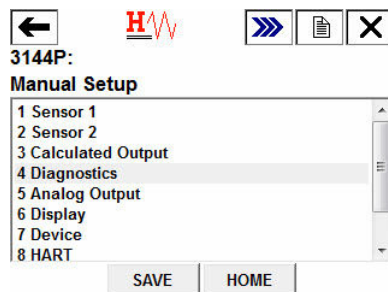 H
3144P:
Manual Setup
1 Sensor 1
2 Sensor 2
3 Calculated Output
4 Diagnostics
5 Analog Output
6 Display
7 Device
8 HART
SAVE HOME